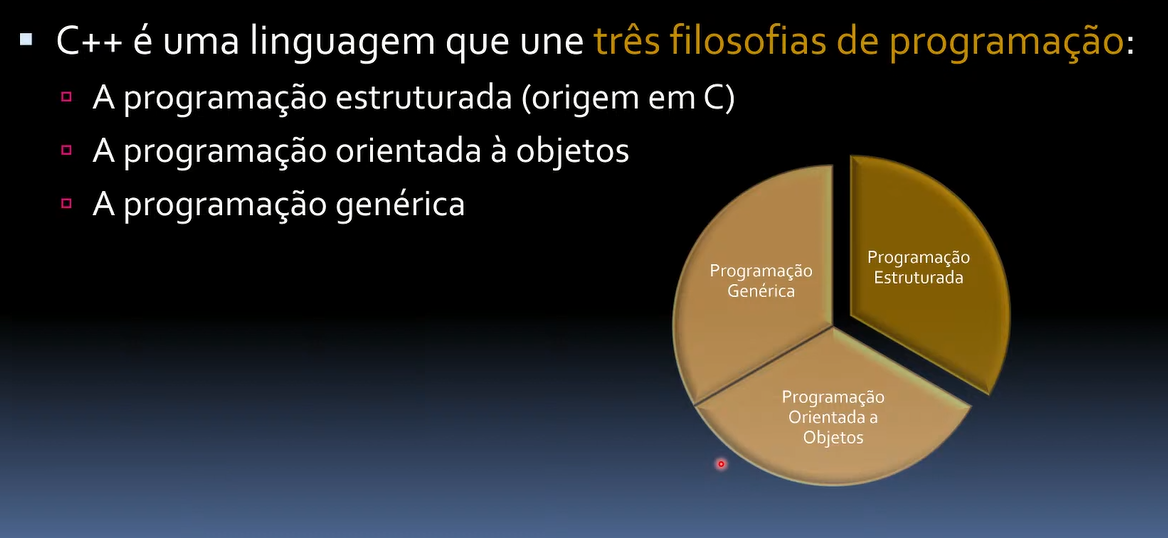 C++ é uma linguagem que une três filosofias de programação:
A programação estruturada (origem em C)
A programação orientada à objetos
A programação genérica
Programação
Genérica
Programação
Estruturada
Programação
Orientada a
Objetos